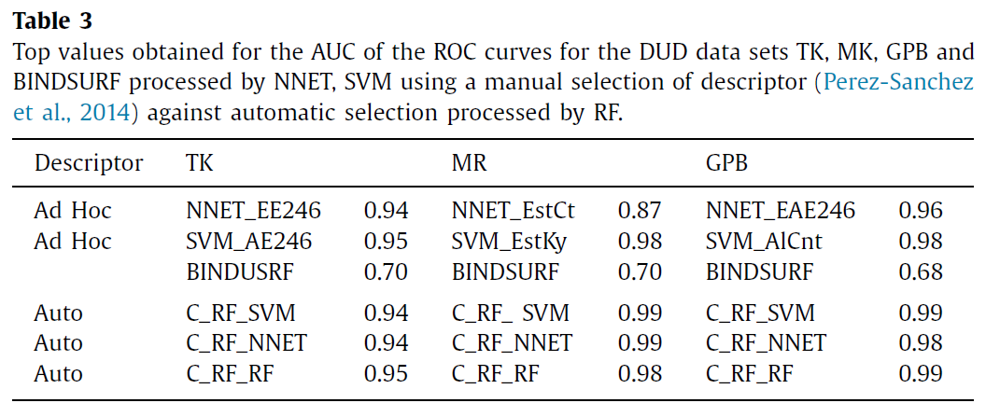 Table 3
Top values obtained for the AUC of the ROC curves for the DUD data sets TK, MK, GPB and
BINDSURF processed by NNET, SVM using a manual selection of descriptor (Perez-Sanchez
et al., 2014) against automatic selection processed by RF.
Descriptor TK MR GPB
Ad Hoc NNET_EE246 0.94 NNET_EstCt 0.87 NNET_EAE246 0.96
Ad Hoc SVM_AE246 0.95 SVM_EstKy 0.98 SVM_AlCnt 0.98
BINDUSRF 0.70 BINDSURF 0.70 BINDSURF 0.68
Auto C_RF_SVM 0.94 C_RF_ SVM 0.99 C_RF_SVM 0.99
Auto C_RF_NNET 0.94 C_RF_NNET 0.99 C_RF_NNET 0.98
Auto C_RF_RF 0.95 C_RF_RF 0.98 C_RF_RF 0.99